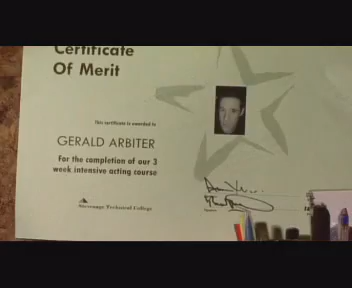 Certificate
Of Merit
This certificate is awarded to
GERALD ARBITER
For the completion of our 3
week intensive acting course
Stevenage Technical College